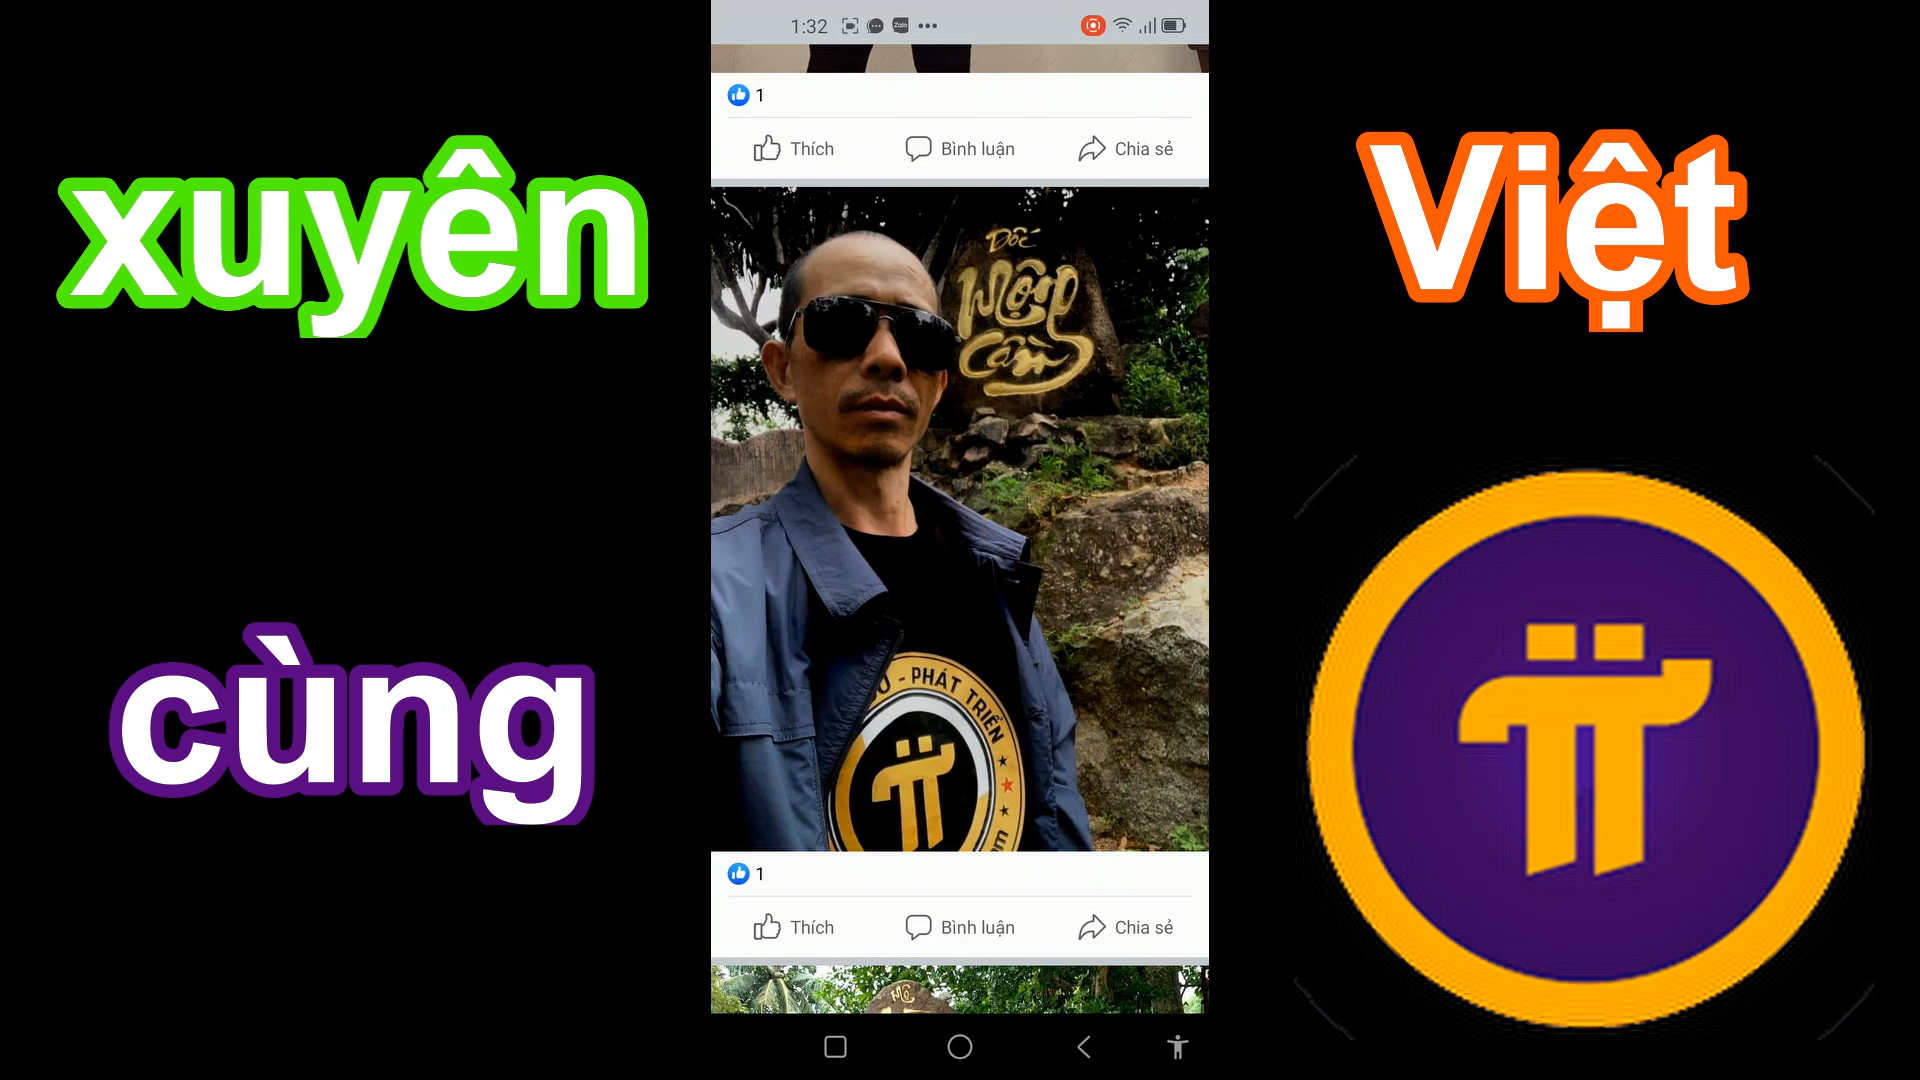 xuyên
Việt
cùng
1:32
Zalo
1
Thích
Bình luận
Chia sẻ
Dốc
Mộng
Cầm
- PHÁT TRIỂN
1
Thích
Bình luận
Chia sẻ